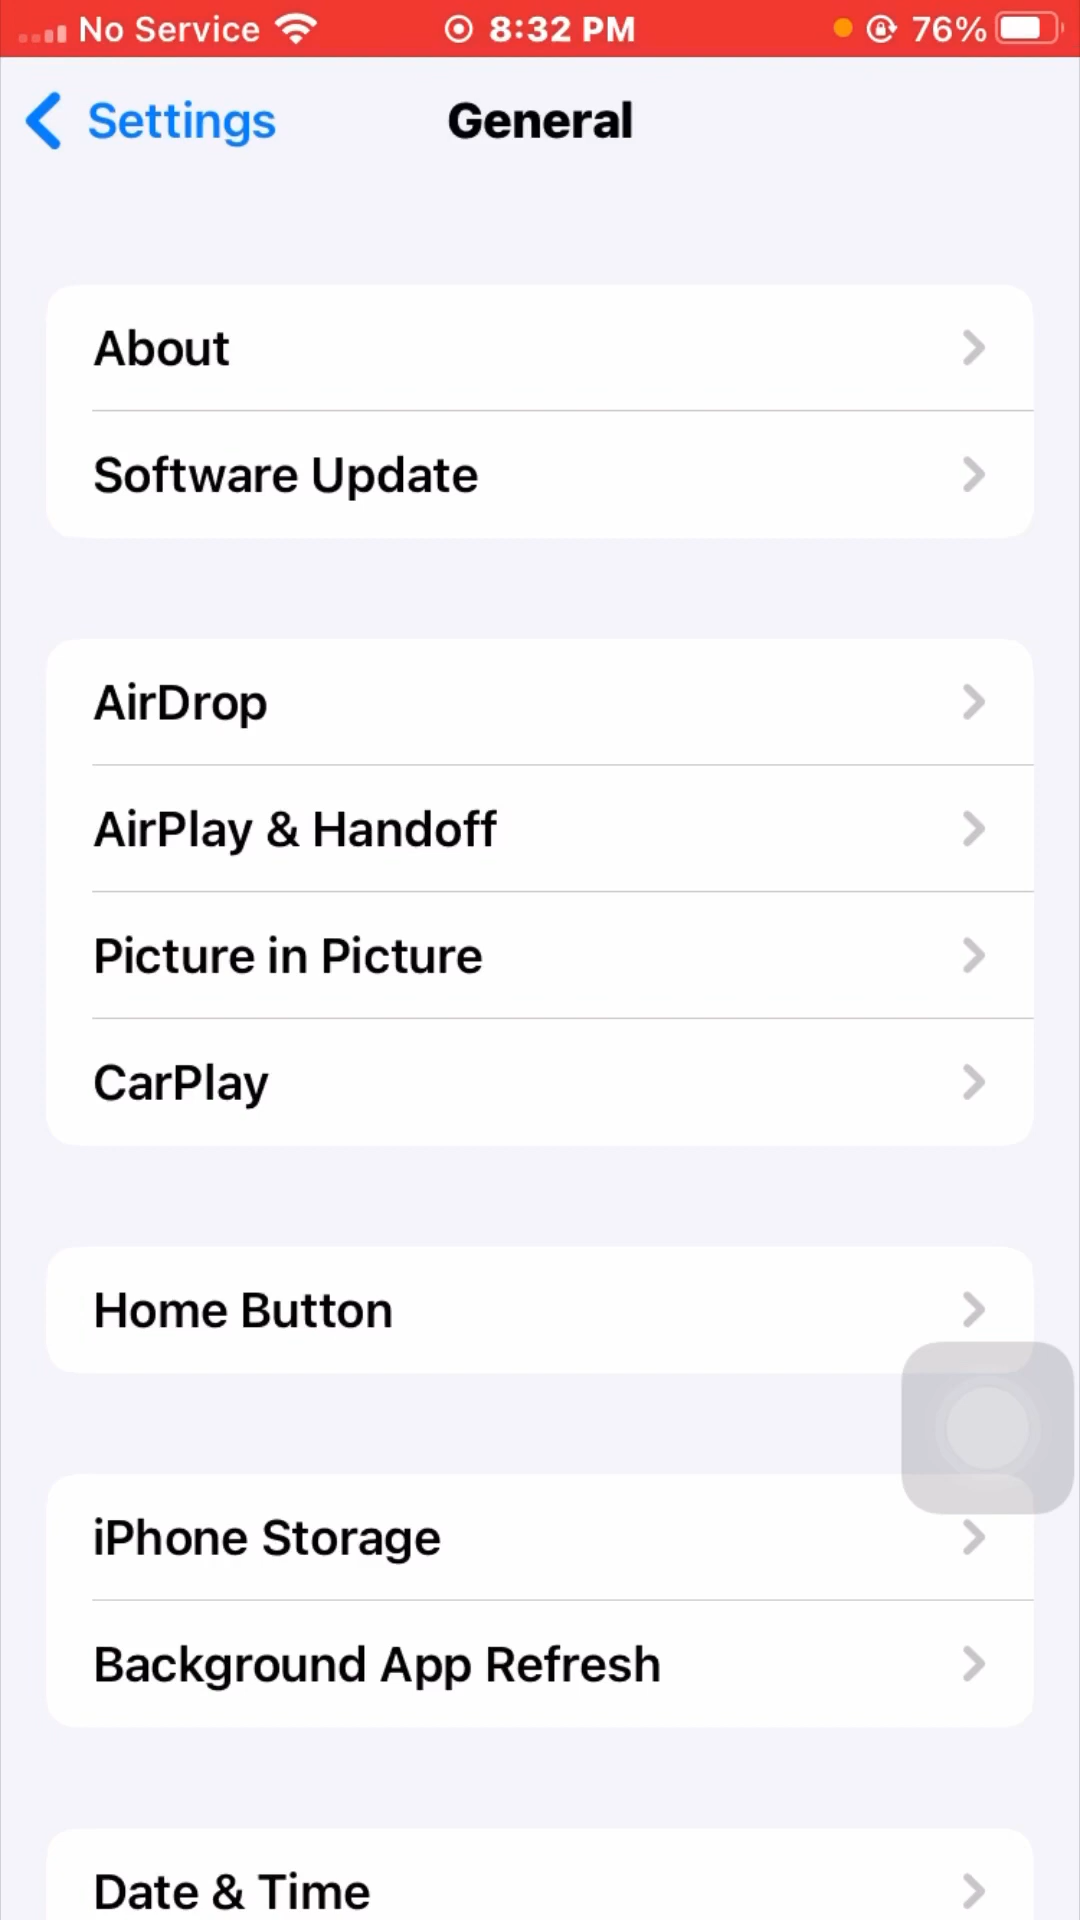 No Service 8:32 PM 76%
Settings General
About
Software Update
AirDrop
AirPlay & Handoff
Picture in Picture
CarPlay
Home Button
iPhone Storage
Background App Refresh
Date & Time